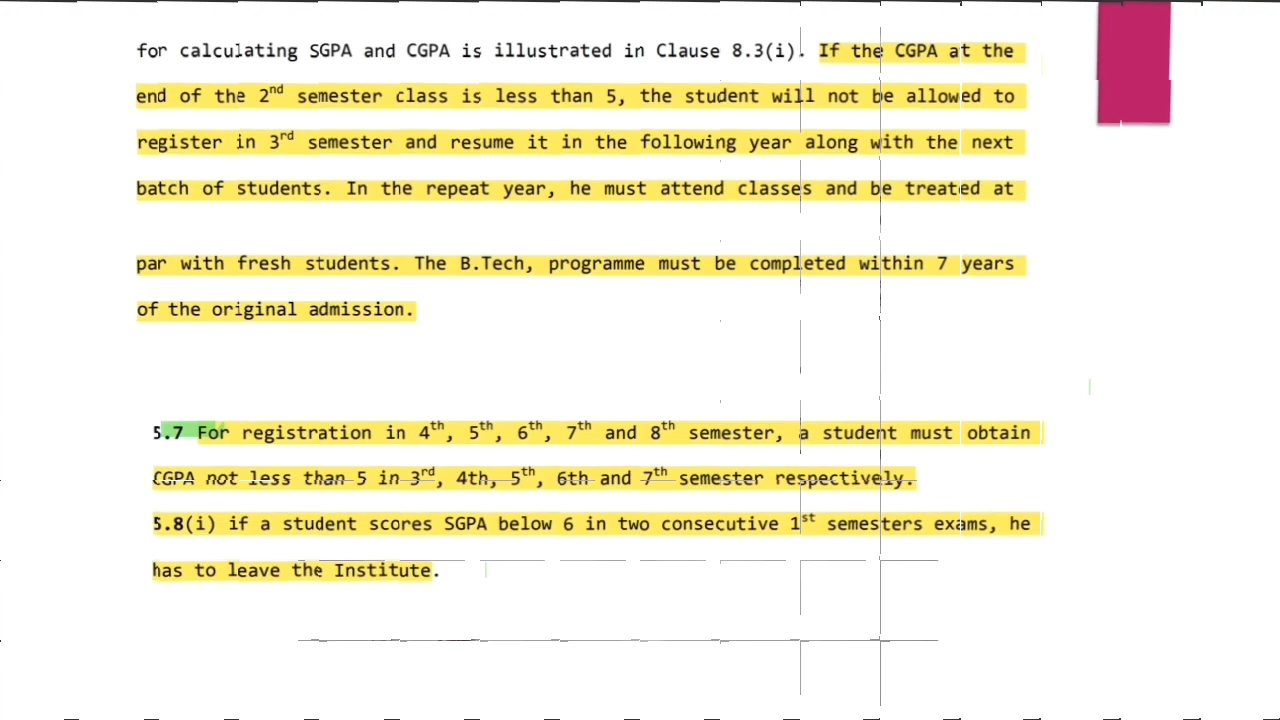 for calculating SGPA and CGPA is illustrated in Clause 8.3(i). If the CGPA at the
end of the 2nd semester class is less than 5, the student will not be allowed to
register in 3rd semester and resume it in the following year along with the next
batch of students. In the repeat year, he must attend classes and be treated at
par with fresh students. The B.Tech, programme must be completed within 7 years
of the original admission.
5.7 For registration in 4th, 5th, 6th, 7th and 8th semester, a student must obtain
CGPA not less than 5 in 3rd, 4th, 5th, 6th and 7th semester respectively.
5.8(i) if a student scores SGPA below 6 in two consecutive 1st semesters exams, he
has to leave the Institute.